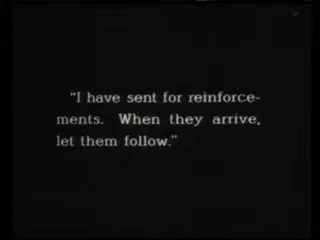 "I have sent for reinforce-
ments. When they arrive,
let them follow."